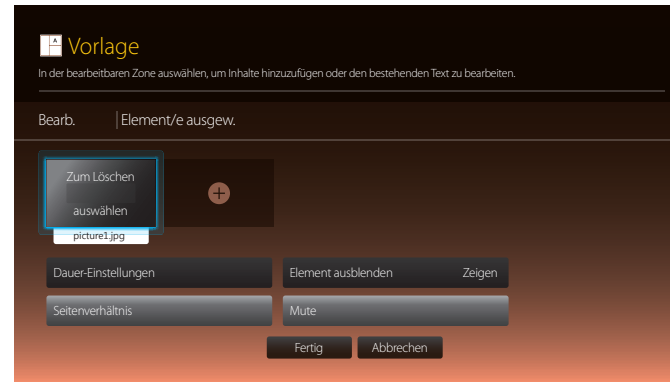 A
Vorlage
In der bearbeitbaren Zone auswählen, um Inhalte hinzuzufügen oder den bestehenden Text zu bearbeiten.
Bearb. Element/e ausgew.
Zum Löschen
auswählen
picture1.jpg
Dauer-Einstellungen Element ausblenden Zeigen
Seitenverhältnis Mute
Fertig Abbrechen